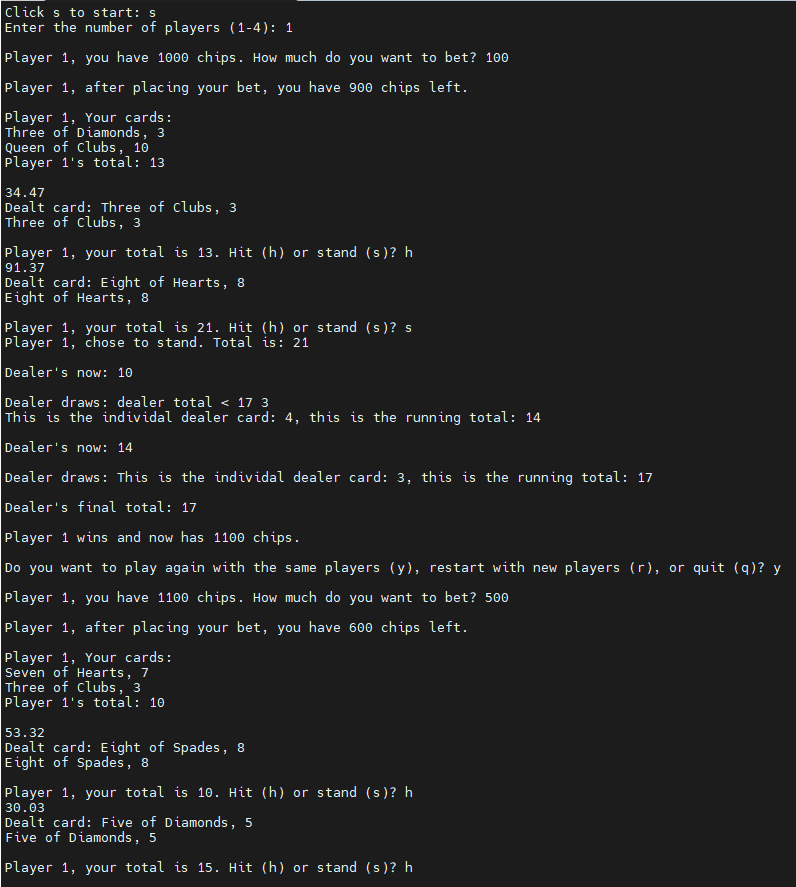 Click s to start: s
Enter the number of players (1-4): 1
Player 1, you have 1000 chips. How much do you want to bet? 100
Player 1, after placing your bet, you have 900 chips left.
Player 1, Your cards:
Three of Diamonds, 3
Queen of Clubs, 10
Player 1's total: 13
34.47
Dealt card: Three of Clubs, 3
Three of Clubs, 3
Player 1, your total is 13. Hit (h) or stand (s)? h
91.37
Dealt card: Eight of Hearts, 8
Eight of Hearts, 8
Player 1, your total is 21. Hit (h) or stand (s)? s
Player 1, chose to stand. Total is: 21
Dealer's now: 10
Dealer draws: dealer total < 17 3
This is the individal dealer card: 4, this is the running total: 14
Dealer's now: 14
Dealer draws: This is the individal dealer card: 3, this is the running total: 17
Dealer's final total: 17
Player 1 wins and now has 1100 chips.
Do you want to play again with the same players (y), restart with new players (r), or quit (q)? y
Player 1, you have 1100 chips. How much do you want to bet? 500
Player 1, after placing your bet, you have 600 chips left.
Player 1, Your cards:
Seven of Hearts, 7
Three of Clubs, 3
Player 1's total: 10
53.32
Dealt card: Eight of Spades, 8
Eight of Spades, 8
Player 1, your total is 10. Hit (h) or stand (s)? h
30.03
Dealt card: Five of Diamonds, 5
Five of Diamonds, 5
Player 1, your total is 15. Hit (h) or stand (s)? h